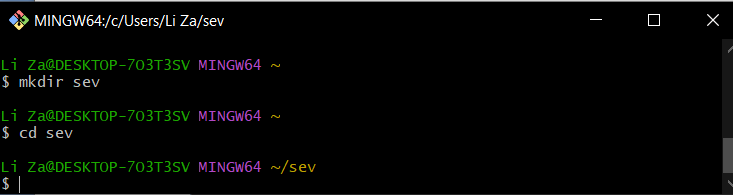 MINGW64:/c/Users/Li Za/sev
Li Za@DESKTOP-7O3T3SV MINGW64 ~
$ mkdir sev
Li Za@DESKTOP-7O3T3SV MINGW64 ~
$ cd sev
Li Za@DESKTOP-7O3T3SV MINGW64 ~/sev
$